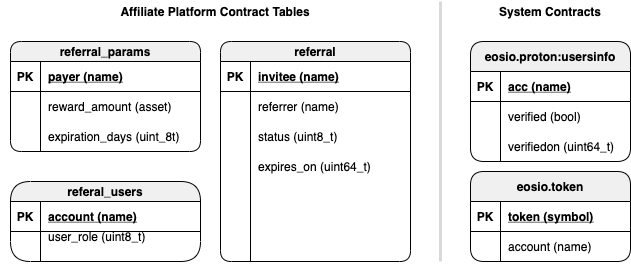 Affiliate Platform Contract Tables
System Contracts
referral_params
PK payer (name)
reward_amount (asset)
expiration_days (uint_8t)
referral
PK invitee (name)
referrer (name)
status (uint8_t)
expires_on (uint64_t)
eosio.proton:usersinfo
PK acc (name)
verified (bool)
verifiedon (uint64_t)
referal_users
PK account (name)
user_role (uint8_t)
eosio.token
PK token (symbol)
account (name)